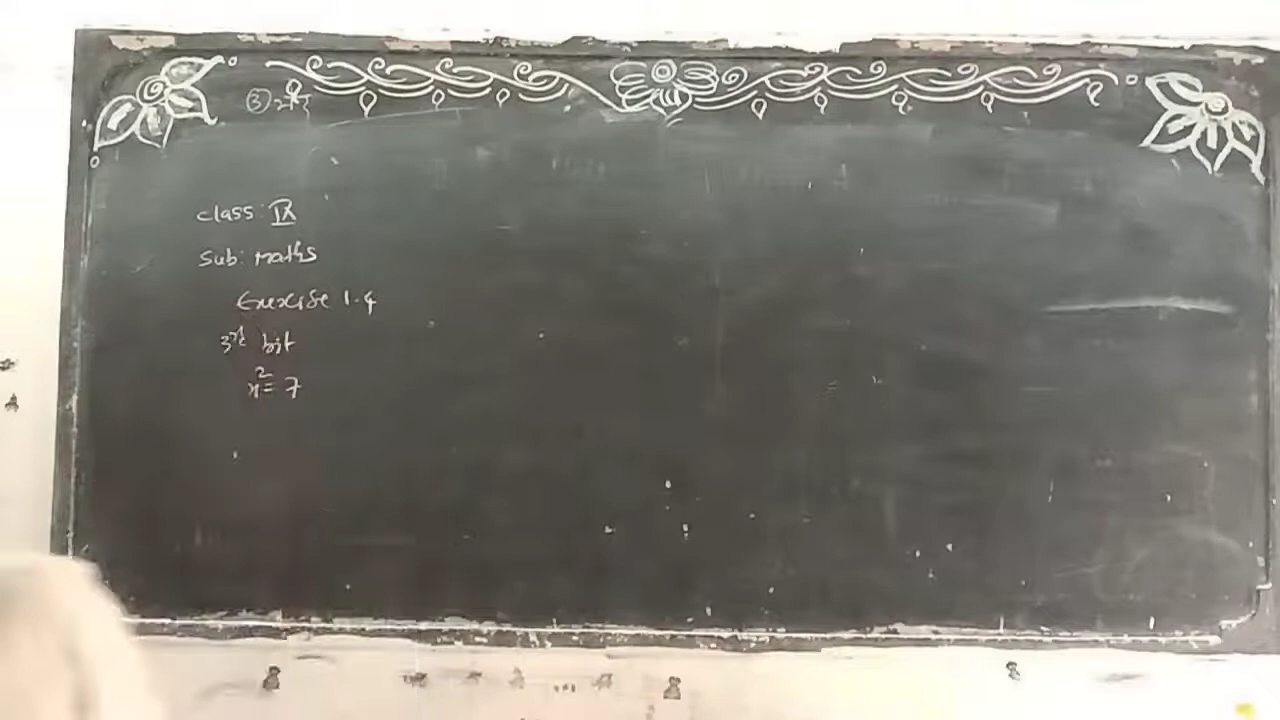 class: IX
Sub: maths
Exercise 1.4
3rd bit
x² = 7